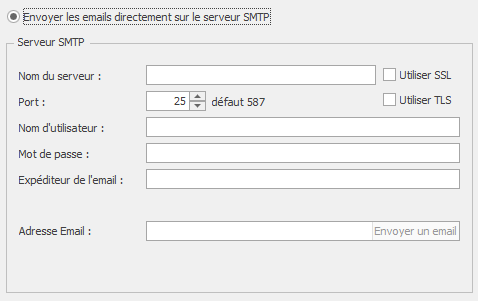 Envoyer les emails directement sur le serveur SMTP
Serveur SMTP
Nom du serveur : Utiliser SSL
Port : 25 défaut 587 Utiliser TLS
Nom d'utilisateur :
Mot de passe :
Expéditeur de l'email :
Adresse Email : Envoyer un email